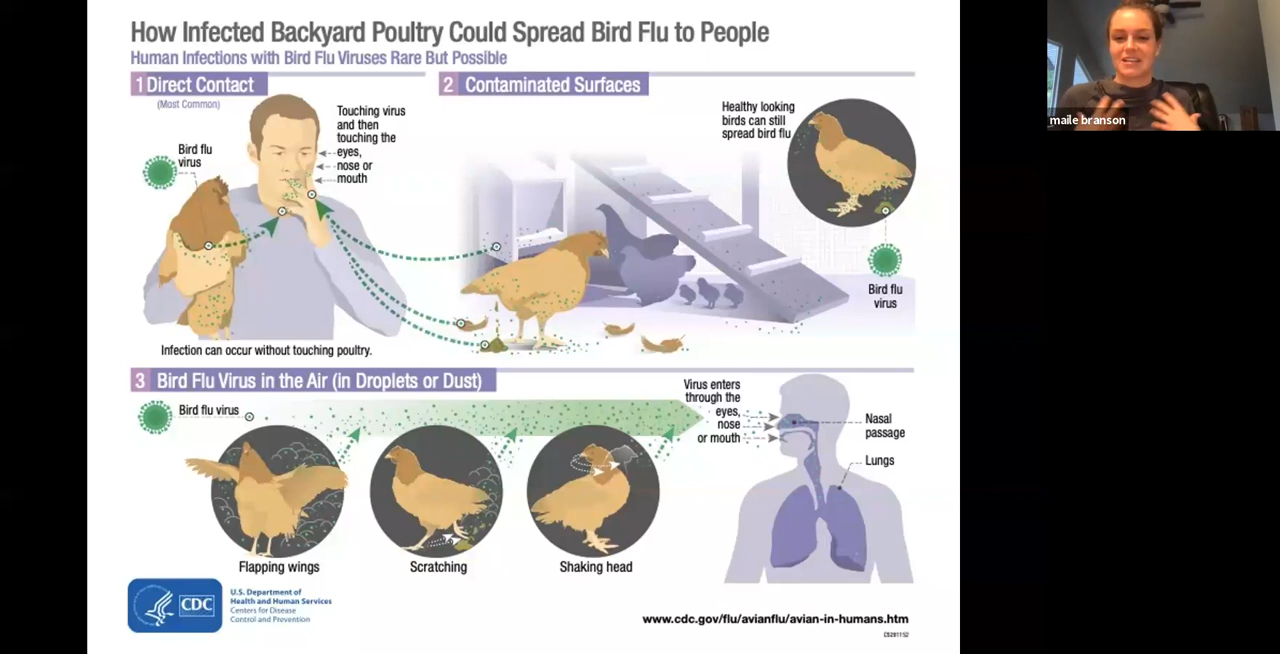 How Infected Backyard Poultry Could Spread Bird Flu to People
Human Infections with Bird Flu Viruses Rare But Possible
1 Direct Contact
(Most Common)
Bird flu
virus
Touching virus
and then
touching the
eyes,
nose or
mouth
Infection can occur without touching poultry.
2 Contaminated Surfaces
Healthy looking
birds can still
spread bird flu
Bird flu
virus
3 Bird Flu Virus in the Air (in Droplets or Dust)
Bird flu virus
Flapping wings
Scratching
Shaking head
Virus enters
through the
eyes,
nose
or mouth
Nasal
passage
Lungs
CDC
U.S. Department of
Health and Human Services
Centers for Disease
Control and Prevention
www.cdc.gov/flu/avianflu/avian-in-humans.htm
CS281152
maile branson